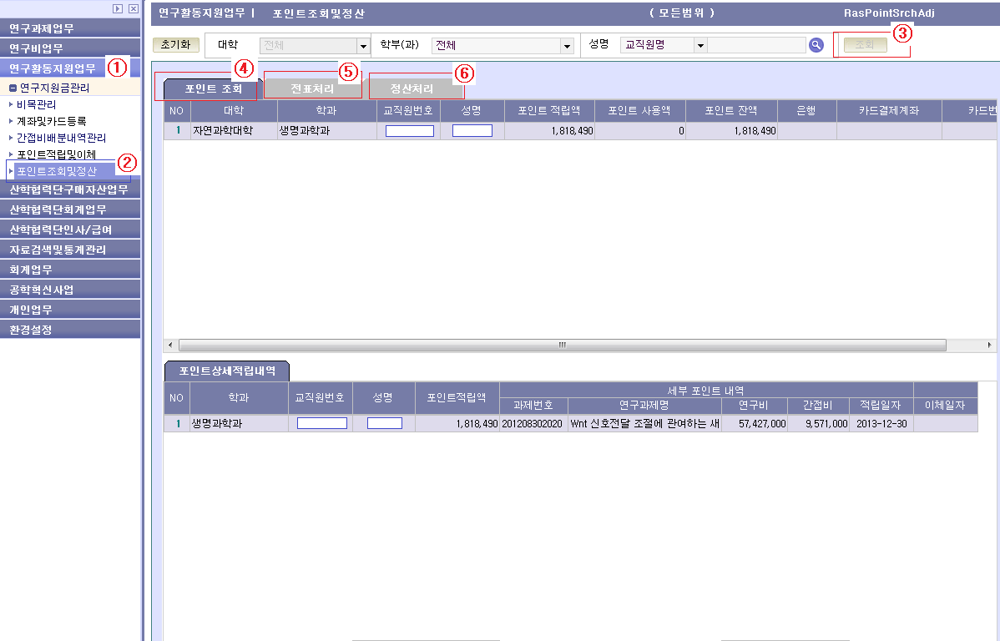 연구과제업무
연구비업무
연구활동지원업무 ①
연구지원금관리
비목관리
계좌및카드등록
간접비배분내역관리
포인트적립및이체
포인트조회및정산 ②
산학협력단구매자산업무
산학협력단회계업무
산학협력단인사/급여
자료검색및통계관리
회계업무
공학혁신사업
개인업무
환경설정
연구활동지원업무 | 포인트조회및정산 ( 모든범위 ) RasPointSrchAdj
초기화 대학 전체 학부(과) 전체 성명 교직원명 조회 ③
포인트 조회 ④ 전표처리 ⑤ 정산처리 ⑥
NO 대학 학과 교직원번호 성명 포인트 적립액 포인트 사용액 포인트 잔액 은행 카드결제계좌 카드번
1 자연과학대학 생명과학과 1,818,490 0 1,818,490
포인트상세적립내역
NO 학과 교직원번호 성명 포인트적립액 세부 포인트 내역
과제번호 연구과제명 연구비 간접비 적립일자 이체일자
1 생명과학과 1,818,490 201208302020 Wnt 신호전달 조절에 관여하는 새 57,427,000 9,571,000 2013-12-30